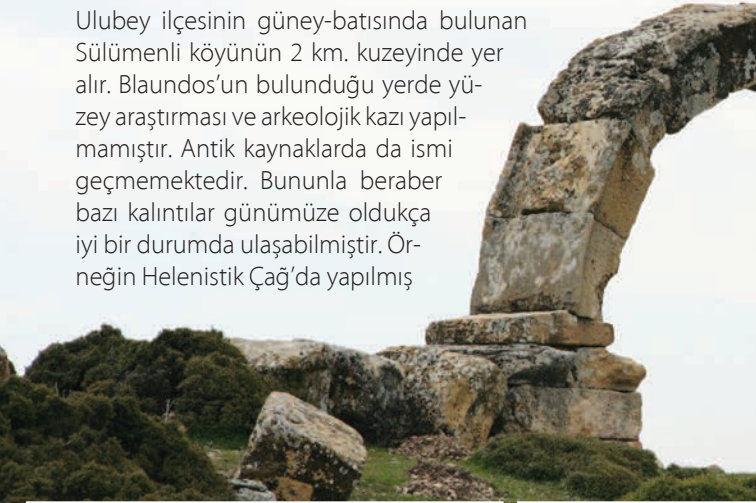 Ulubey ilçesinin güney-batısında bulunan
Sülümenli köyünün 2 km. kuzeyinde yer
alır. Blaundos’un bulunduğu yerde yü-
zey araştırması ve arkeolojik kazı yapıl-
mamıştır. Antik kaynaklarda da ismi
geçmemektedir. Bununla beraber
bazı kalıntılar günümüze oldukça
iyi bir durumda ulaşabilmiştir. Ör-
neğin Helenistik Çağ’da yapılmış